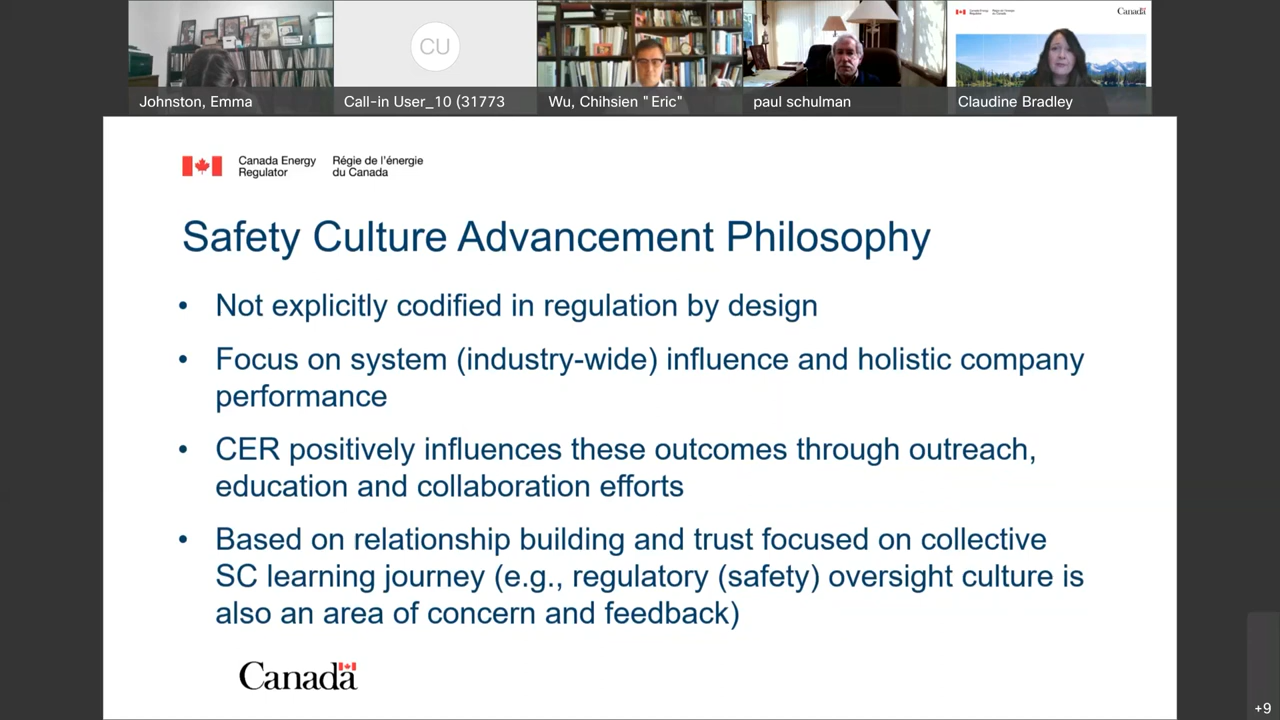 Canada
Johnston, Emma
CU
Call-in User_10 (31773
Wu, Chihsien "Eric"
paul schulman
Claudine Bradley
Canada Energy
Regulator
Régie de l'énergie
du Canada
Safety Culture Advancement Philosophy
• Not explicitly codified in regulation by design
• Focus on system (industry-wide) influence and holistic company
performance
• CER positively influences these outcomes through outreach,
education and collaboration efforts
• Based on relationship building and trust focused on collective
SC learning journey (e.g., regulatory (safety) oversight culture is
also an area of concern and feedback)
Canada
+9